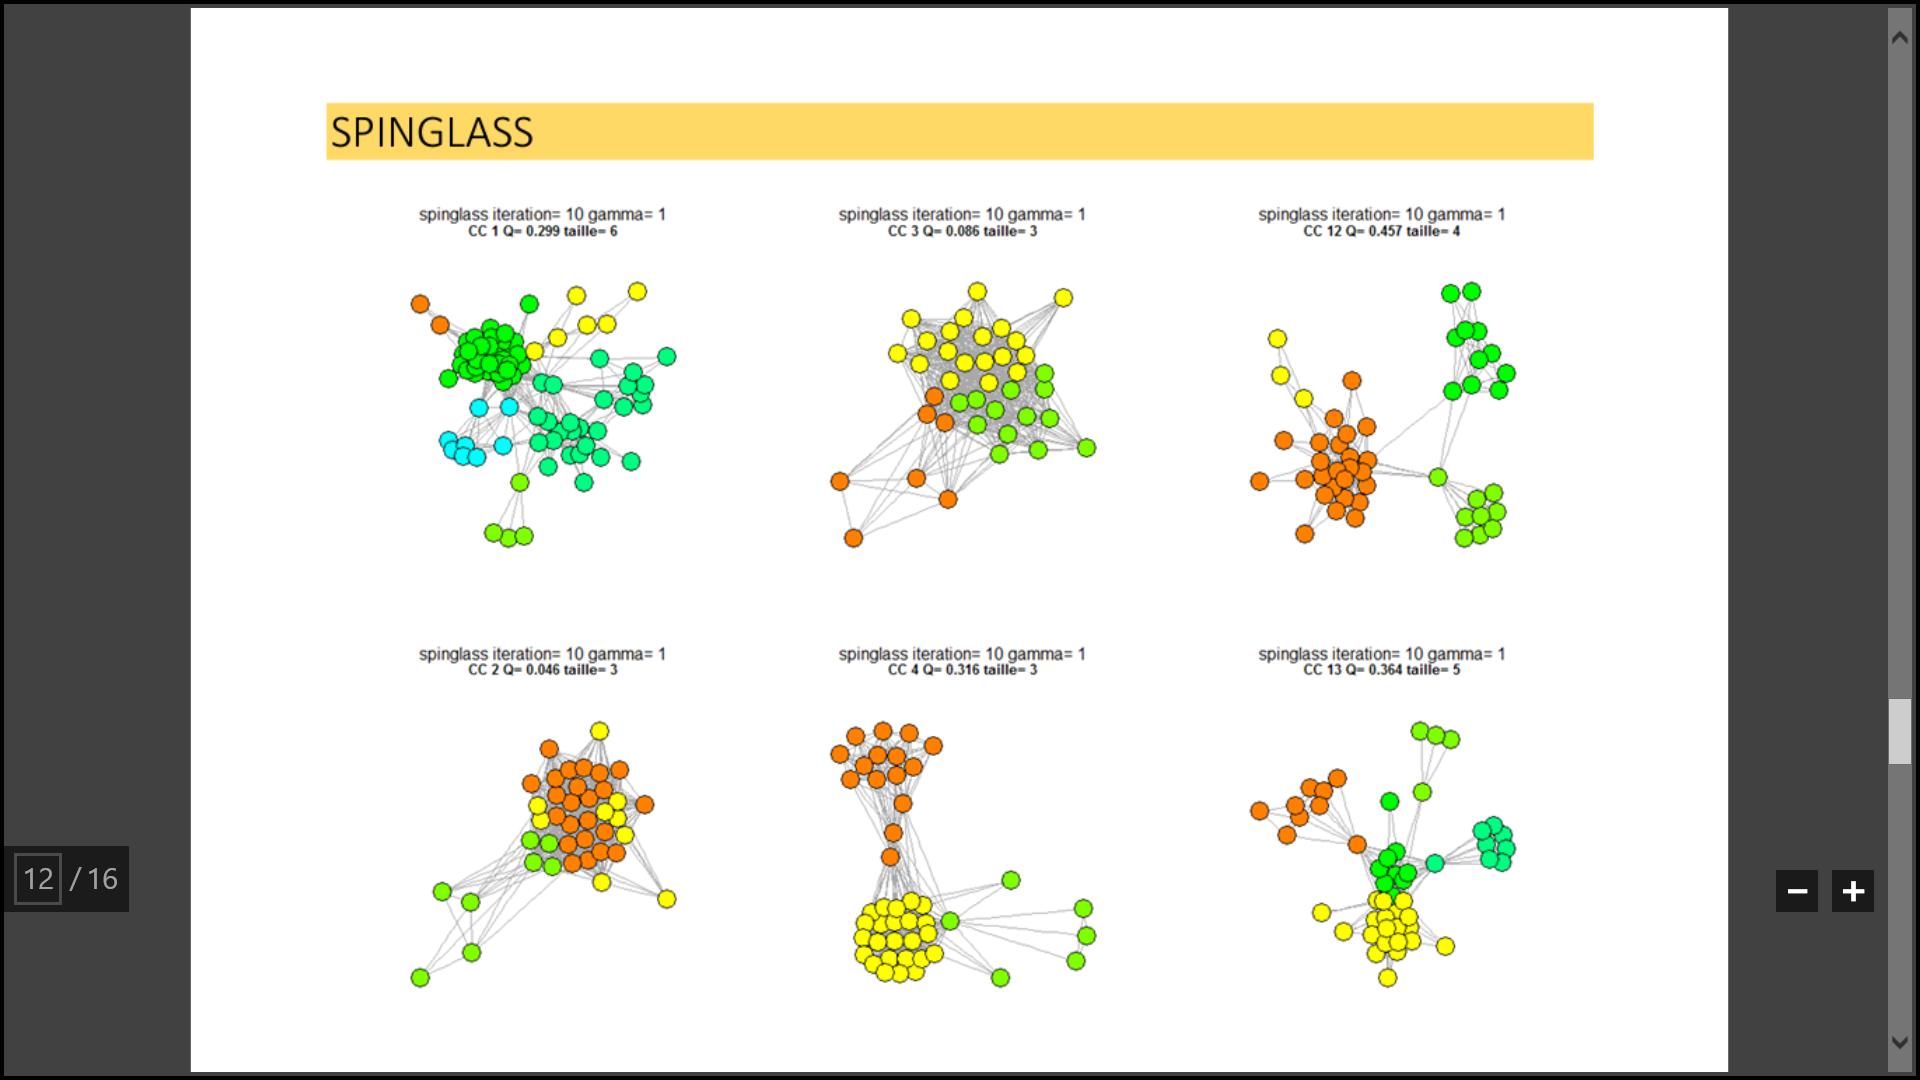 SPINGLASS
spinglass iteration= 10 gamma= 1
CC 1 Q= 0.299 taille= 6
spinglass iteration= 10 gamma= 1
CC 3 Q= 0.086 taille= 3
spinglass iteration= 10 gamma= 1
CC 12 Q= 0.457 taille= 4
spinglass iteration= 10 gamma= 1
CC 2 Q= 0.046 taille= 3
spinglass iteration= 10 gamma= 1
CC 4 Q= 0.316 taille= 3
spinglass iteration= 10 gamma= 1
CC 13 Q= 0.364 taille= 5
12 / 16